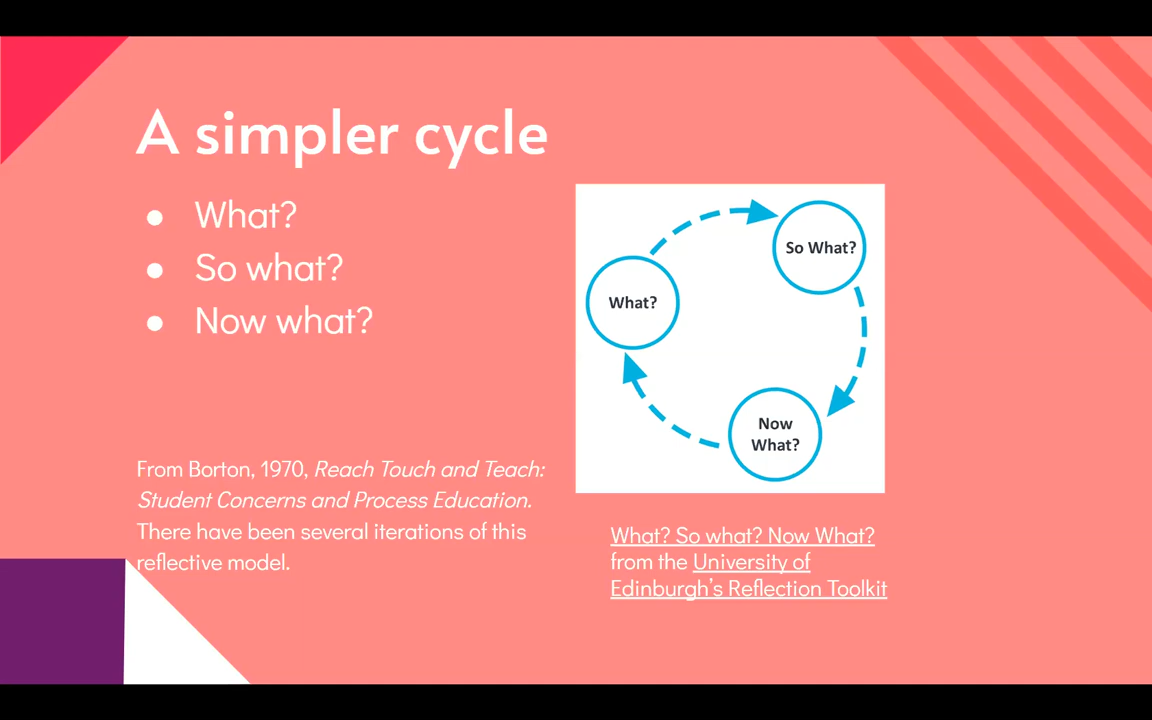 A simpler cycle
● What?
● So what?
● Now what?
From Borton, 1970, Reach Touch and Teach:
Student Concerns and Process Education.
There have been several iterations of this
reflective model.
So What?
What?
Now
What?
What? So what? Now What?
from the University of
Edinburgh's Reflection Toolkit